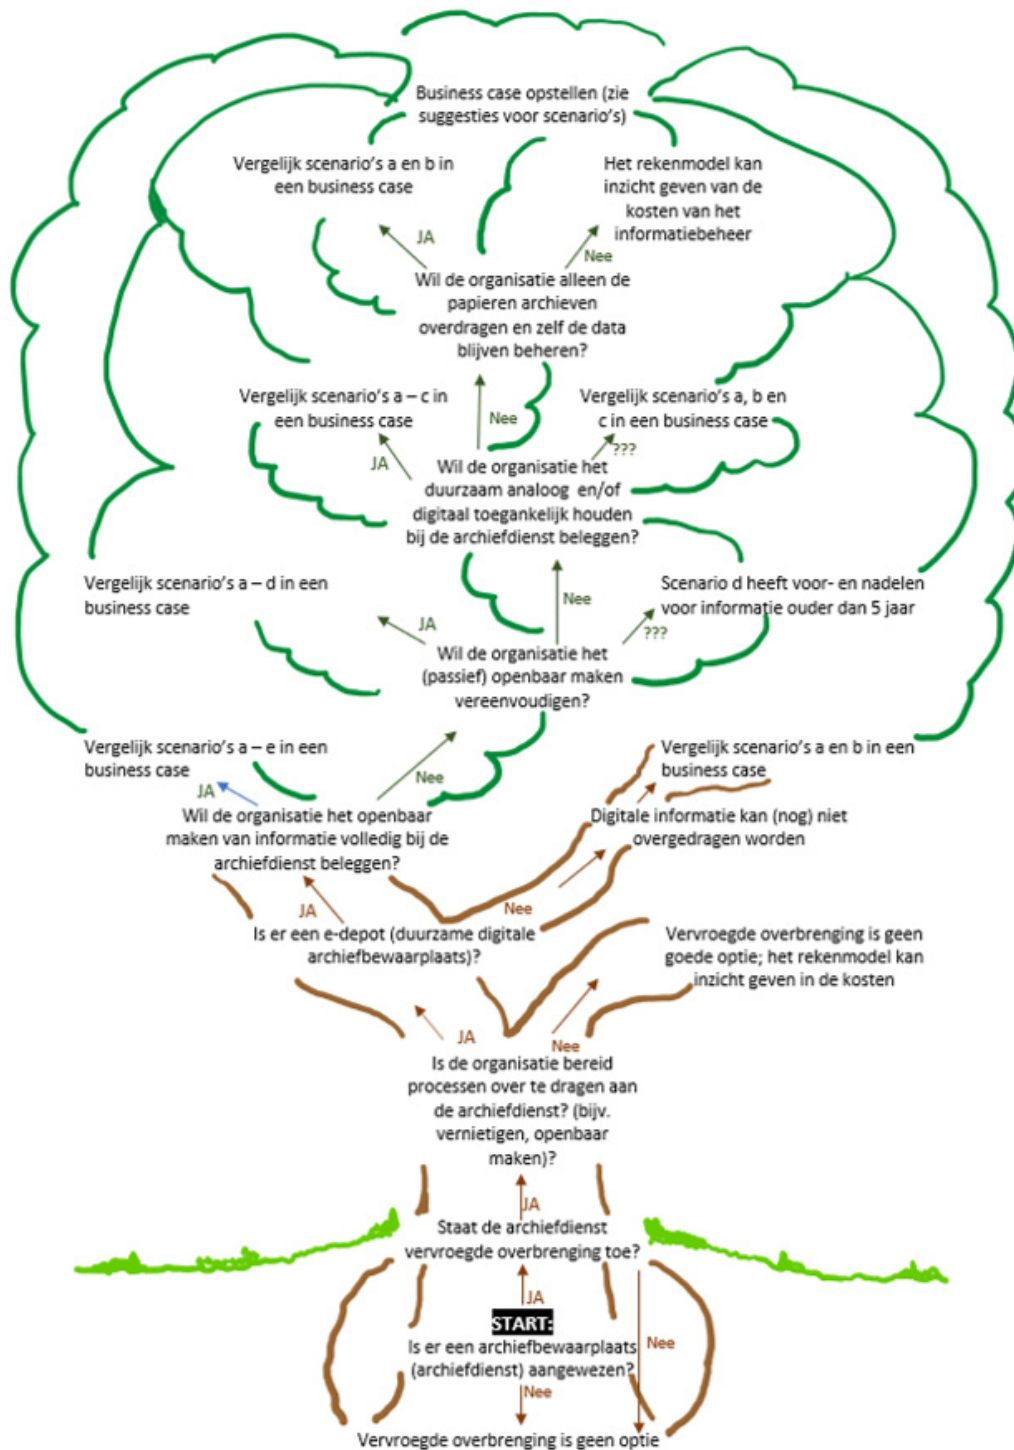 Business case opstellen (zie
suggesties voor scenario's)
Vergelijk scenario's a en b in
een business case
Het rekenmodel kan
inzicht geven van de
kosten van het
informatiebeheer
JA
Nee
Wil de organisatie alleen de
papieren archieven
overdragen en zelf de data
blijven beheren?
Vergelijk scenario's a – c in
een business case
Vergelijk scenario's a, b en
c in een business case
Nee
JA
???
Wil de organisatie het
duurzaam analoog en/of
digitaal toegankelijk houden
bij de archiefdienst beleggen?
Vergelijk scenario's a – d in een
business case
Scenario d heeft voor- en nadelen
voor informatie ouder dan 5 jaar
JA
Nee
???
Wil de organisatie het
(passief) openbaar maken
vereenvoudigen?
Vergelijk scenario's a – e in een
business case
Vergelijk scenario's a en b in een
business case
JA
Nee
Wil de organisatie het openbaar
maken van informatie volledig bij de
archiefdienst beleggen?
Digitale informatie kan (nog) niet
overgedragen worden
JA
Nee
Is er een e-depot (duurzame digitale
archiefbewaarplaats)?
Vervroegde overbrenging is geen
goede optie; het rekenmodel kan
inzicht geven in de kosten
JA
Nee
Is de organisatie bereid
processen over te dragen aan
de archiefdienst? (bijv.
vernietigen, openbaar
maken)?
JA
Staat de archiefdienst
vervroegde overbrenging toe?
JA
START:
Nee
Is er een archiefbewaarplaats
(archiefdienst) aangewezen?
Nee
Vervroegde overbrenging is geen optie